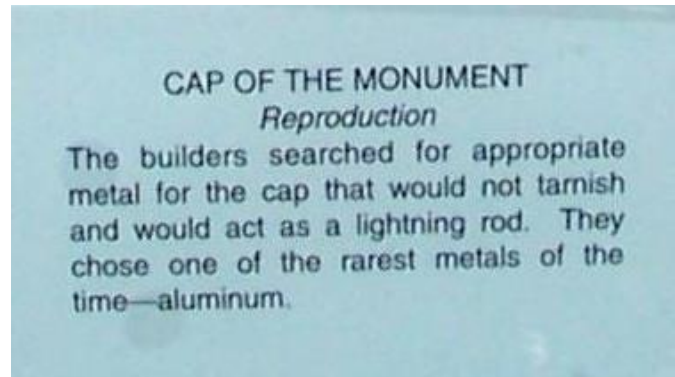 CAP OF THE MONUMENT
Reproduction
The builders searched for appropriate
metal for the cap that would not tarnish
and would act as a lightning rod. They
chose one of the rarest metals of the
time—aluminum.